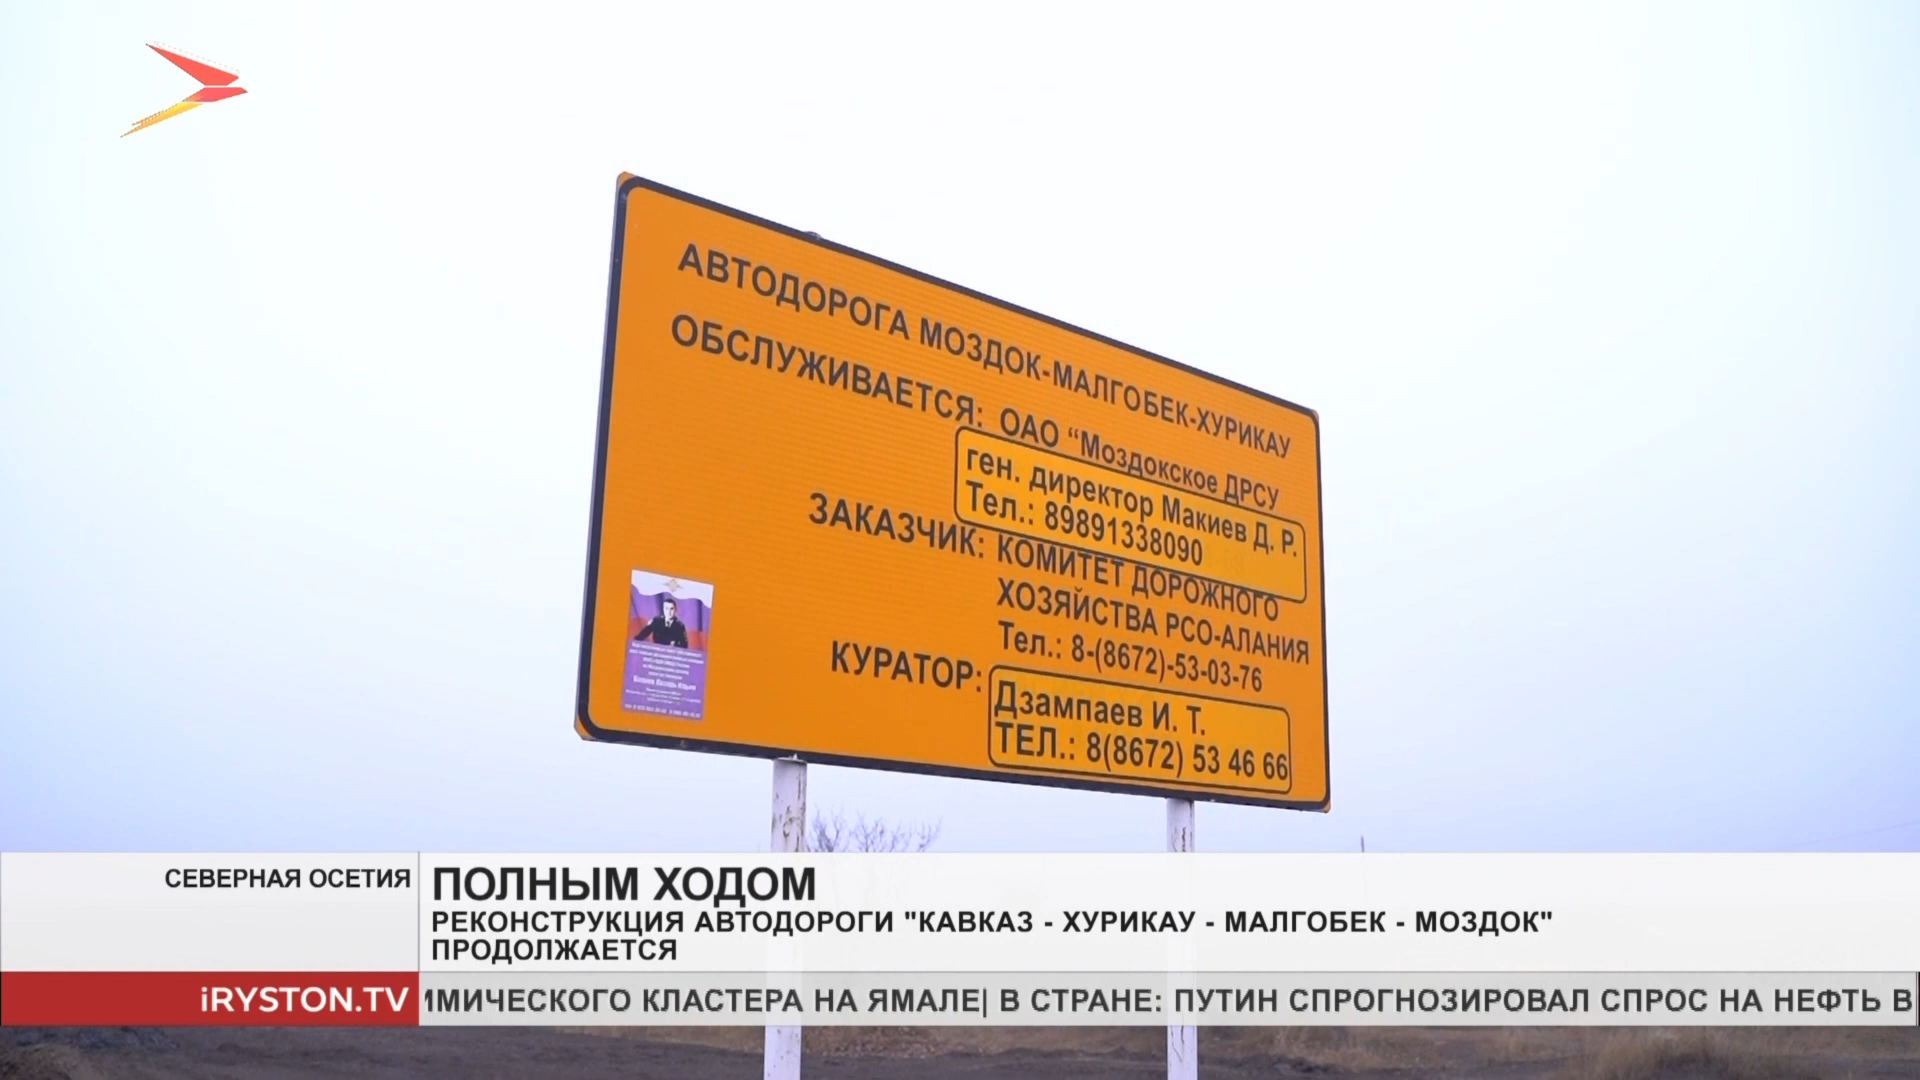 АВТОДОРОГА МОЗДОК-МАЛГОБЕК-ХУРИКАУ
ОБСЛУЖИВАЕТСЯ: ОАО “Моздокское ДРСУ
ген. директор Макиев Д. Р.
Тел.: 89891338090
ЗАКАЗЧИК: КОМИТЕТ ДОРОЖНОГО
ХОЗЯЙСТВА РСО-АЛАНИЯ
Тел.: 8-(8672)-53-03-76
КУРАТОР: Дзампаев И. Т.
ТЕЛ.: 8(8672) 53 46 66
СЕВЕРНАЯ ОСЕТИЯ
ПОЛНЫМ ХОДОМ
РЕКОНСТРУКЦИЯ АВТОДОРОГИ "КАВКАЗ - ХУРИКАУ - МАЛГОБЕК - МОЗДОК"
ПРОДОЛЖАЕТСЯ
iRYSTON.TV
ИМИЧЕСКОГО КЛАСТЕРА НА ЯМАЛЕ| В СТРАНЕ: ПУТИН СПРОГНОЗИРОВАЛ СПРОС НА НЕФТЬ В